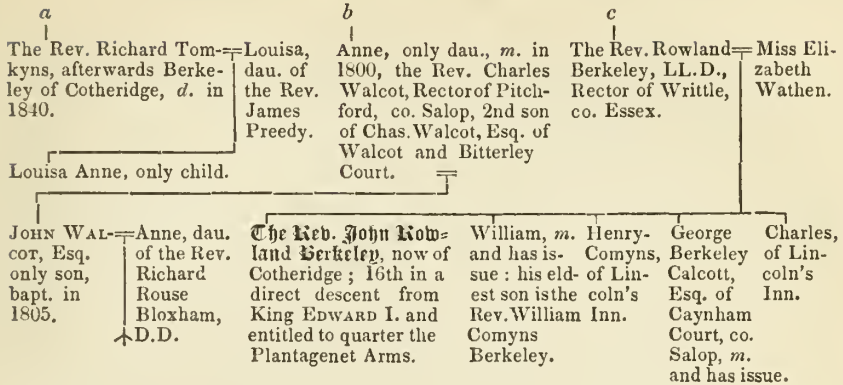 a
The Rev. Richard Tom-
kyns, afterwards Berke-
ley of Cotheridge, d. in
1840.
Louisa,
dau. of
the Rev.
James
Preedy.
b
Anne, only dau., m. in
1800, the Rev. Charles
Walcot, Rector of Pitch-
ford, co. Salop, 2nd son
of Chas. Walcot, Esq. of
Walcot and Bitterley
Court.
c
The Rev. Rowland
Berkeley, LL.D.,
Rector of Writtle,
co. Essex.
Miss Eli-
zabeth
Wathen.
Louisa Anne, only child.
JOHN WAL-
COT, Esq.
only son,
bapt. in
1805.
Anne, dau.
of the Rev.
Richard
Rouse
Bloxham,
D.D.
The Rev. John Row-
land Berkeley, now of
Cotheridge ; 16th in a
direct descent from
King EDWARD I. and
entitled to quarter the
Plantagenet Arms.
William, m.
and has is-
sue : his eld-
est son is the
Rev. William
Comyns
Berkeley.
Henry-
Comyns,
of Lin-
coln's
Inn.
George
Berkeley
Calcott,
Esq. of
Caynham
Court, co.
Salop, m.
and has issue.
Charles,
of Lin-
coln's
Inn.